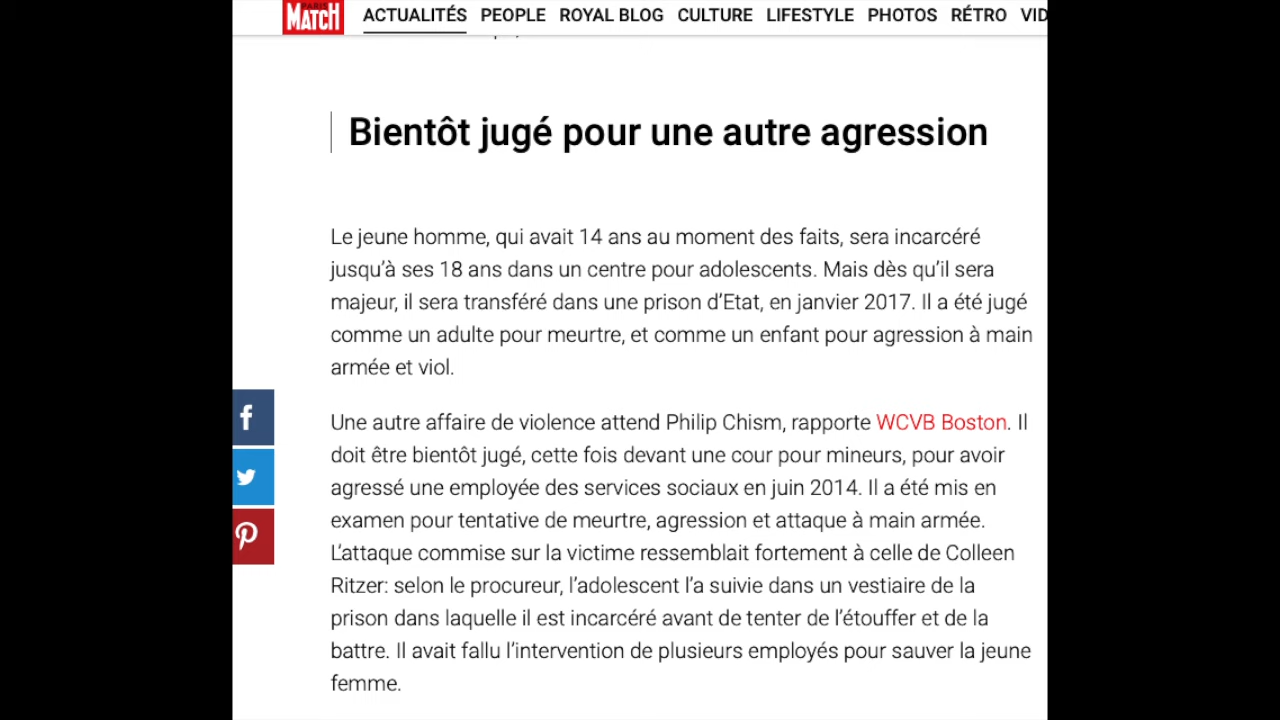 PARIS
MATCH
ACTUALITÉS PEOPLE ROYAL BLOG CULTURE LIFESTYLE PHOTOS RÉTRO VID
Bientôt jugé pour une autre agression
Le jeune homme, qui avait 14 ans au moment des faits, sera incarcéré
jusqu’à ses 18 ans dans un centre pour adolescents. Mais dès qu’il sera
majeur, il sera transféré dans une prison d’Etat, en janvier 2017. Il a été jugé
comme un adulte pour meurtre, et comme un enfant pour agression à main
armée et viol.
Une autre affaire de violence attend Philip Chism, rapporte WCVB Boston. Il
doit être bientôt jugé, cette fois devant une cour pour mineurs, pour avoir
agressé une employée des services sociaux en juin 2014. Il a été mis en
examen pour tentative de meurtre, agression et attaque à main armée.
L’attaque commise sur la victime ressemblait fortement à celle de Colleen
Ritzer: selon le procureur, l’adolescent l’a suivie dans un vestiaire de la
prison dans laquelle il est incarcéré avant de tenter de l’étouffer et de la
battre. Il avait fallu l’intervention de plusieurs employés pour sauver la jeune
femme.